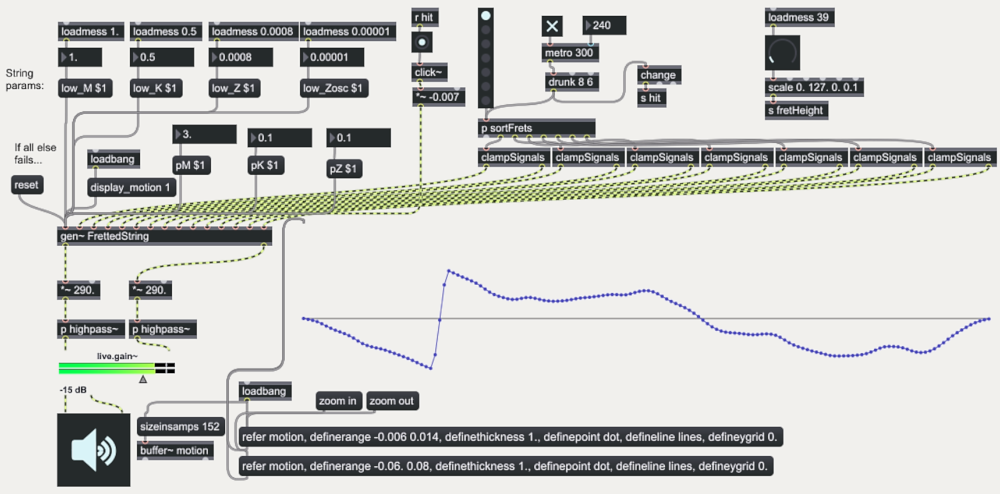 loadmess 1.
loadmess 0.5
loadmess 0.0008
loadmess 0.00001
r hit
240
loadmess 39
1.
0.5
0.0008
0.00001
metro 300
String
params:
low_M $1
low_K $1
low_Z $1
low_Zosc $1
click~
*~ -0.007
drunk 8 6
change
s hit
scale 0. 127. 0. 0.1
s fretHeight
3.
0.1
0.1
p sortFrets
If all else
fails...
loadbang
pM $1
pK $1
pZ $1
clampSignals
clampSignals
clampSignals
clampSignals
clampSignals
clampSignals
clampSignals
reset
display_motion 1
gen~ FrettedString
*~ 290.
*~ 290.
p highpass~
p highpass~
live.gain~
-15 dB
loadbang
zoom in
zoom out
sizeinsamps 152
buffer~ motion
refer motion, definerange -0.006 0.014, definethickness 1., definepoint dot, defineline lines, defineygrid 0.
refer motion, definerange -0.06. 0.08, definethickness 1., definepoint dot, defineline lines, defineygrid 0.